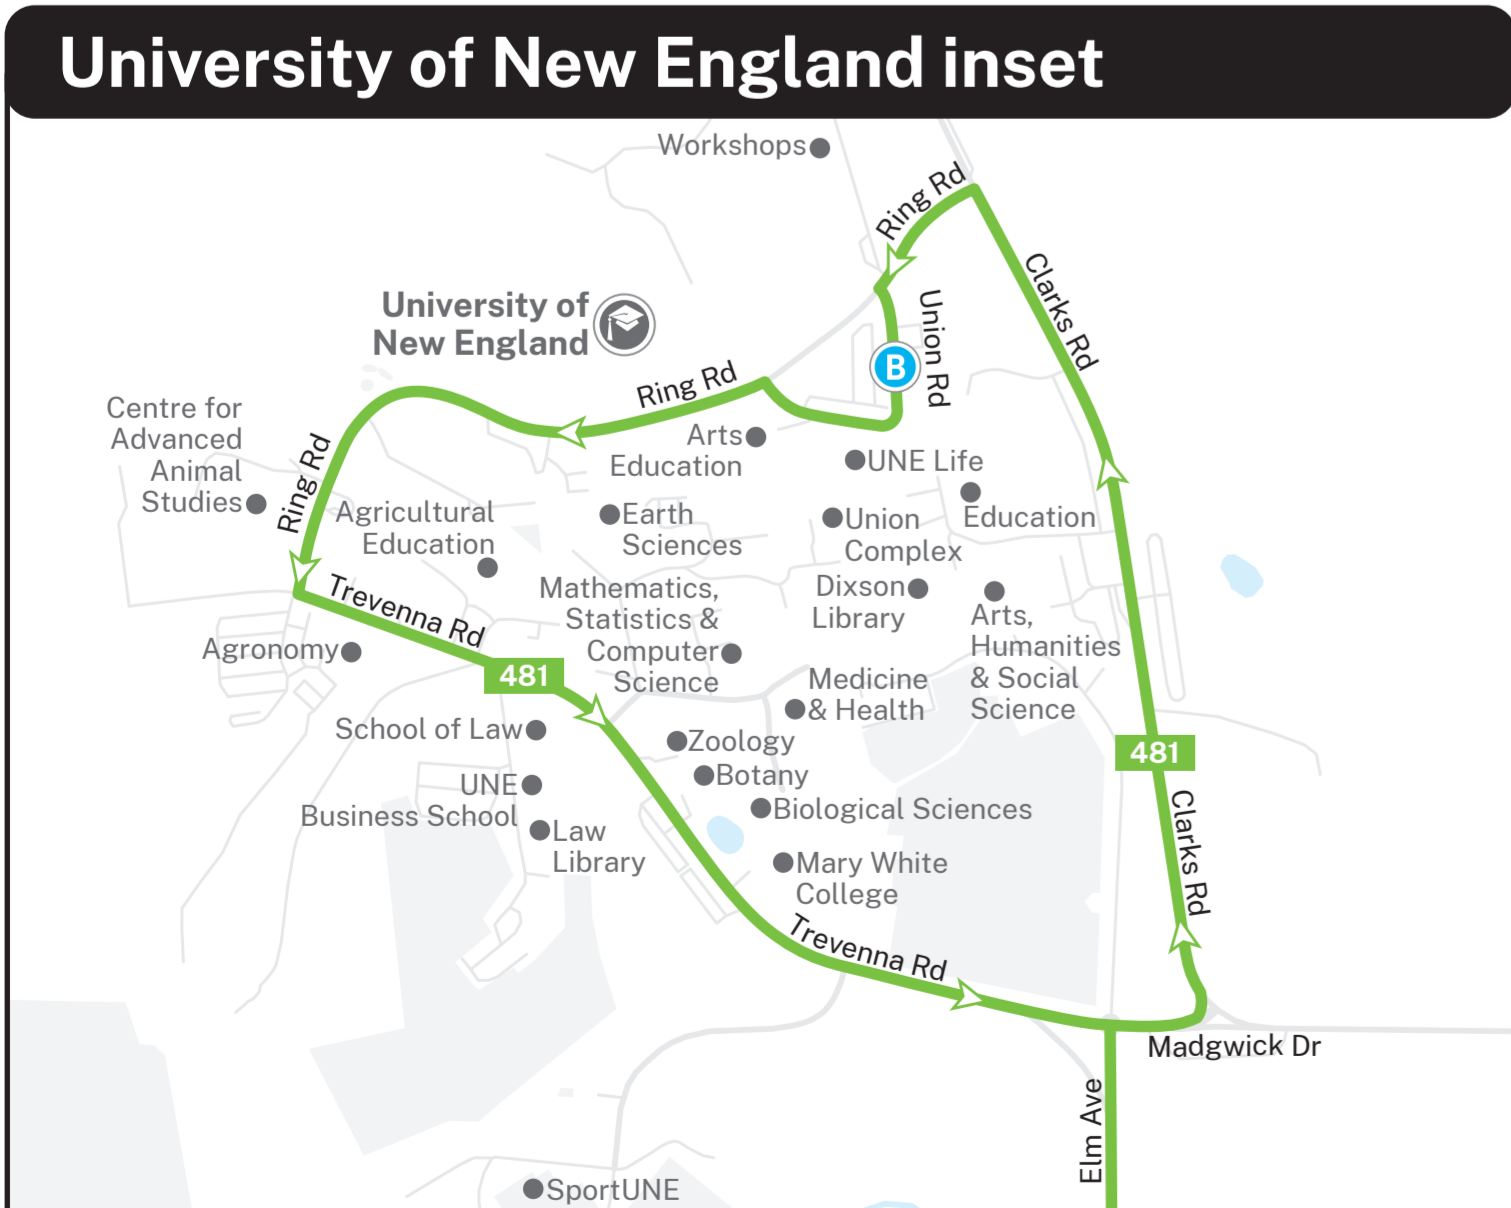 University of New England inset
Workshops
Ring Rd
Clarks Rd
University of
New England
Union Rd
B
Ring Rd
Centre for
Advanced
Animal
Studies
Ring Rd
Arts
Education
UNE Life
Education
Agricultural
Education
Earth
Sciences
Union
Complex
Mathematics,
Statistics &
Computer
Science
Dixson
Library
Arts,
Humanities
& Social
Science
Trevenna Rd
Agronomy
481
Medicine
& Health
School of Law
Zoology
481
UNE
Business School
Botany
Biological Sciences
Law
Library
Clarks Rd
Mary White
College
Trevenna Rd
Madgwick Dr
Elm Ave
SportUNE